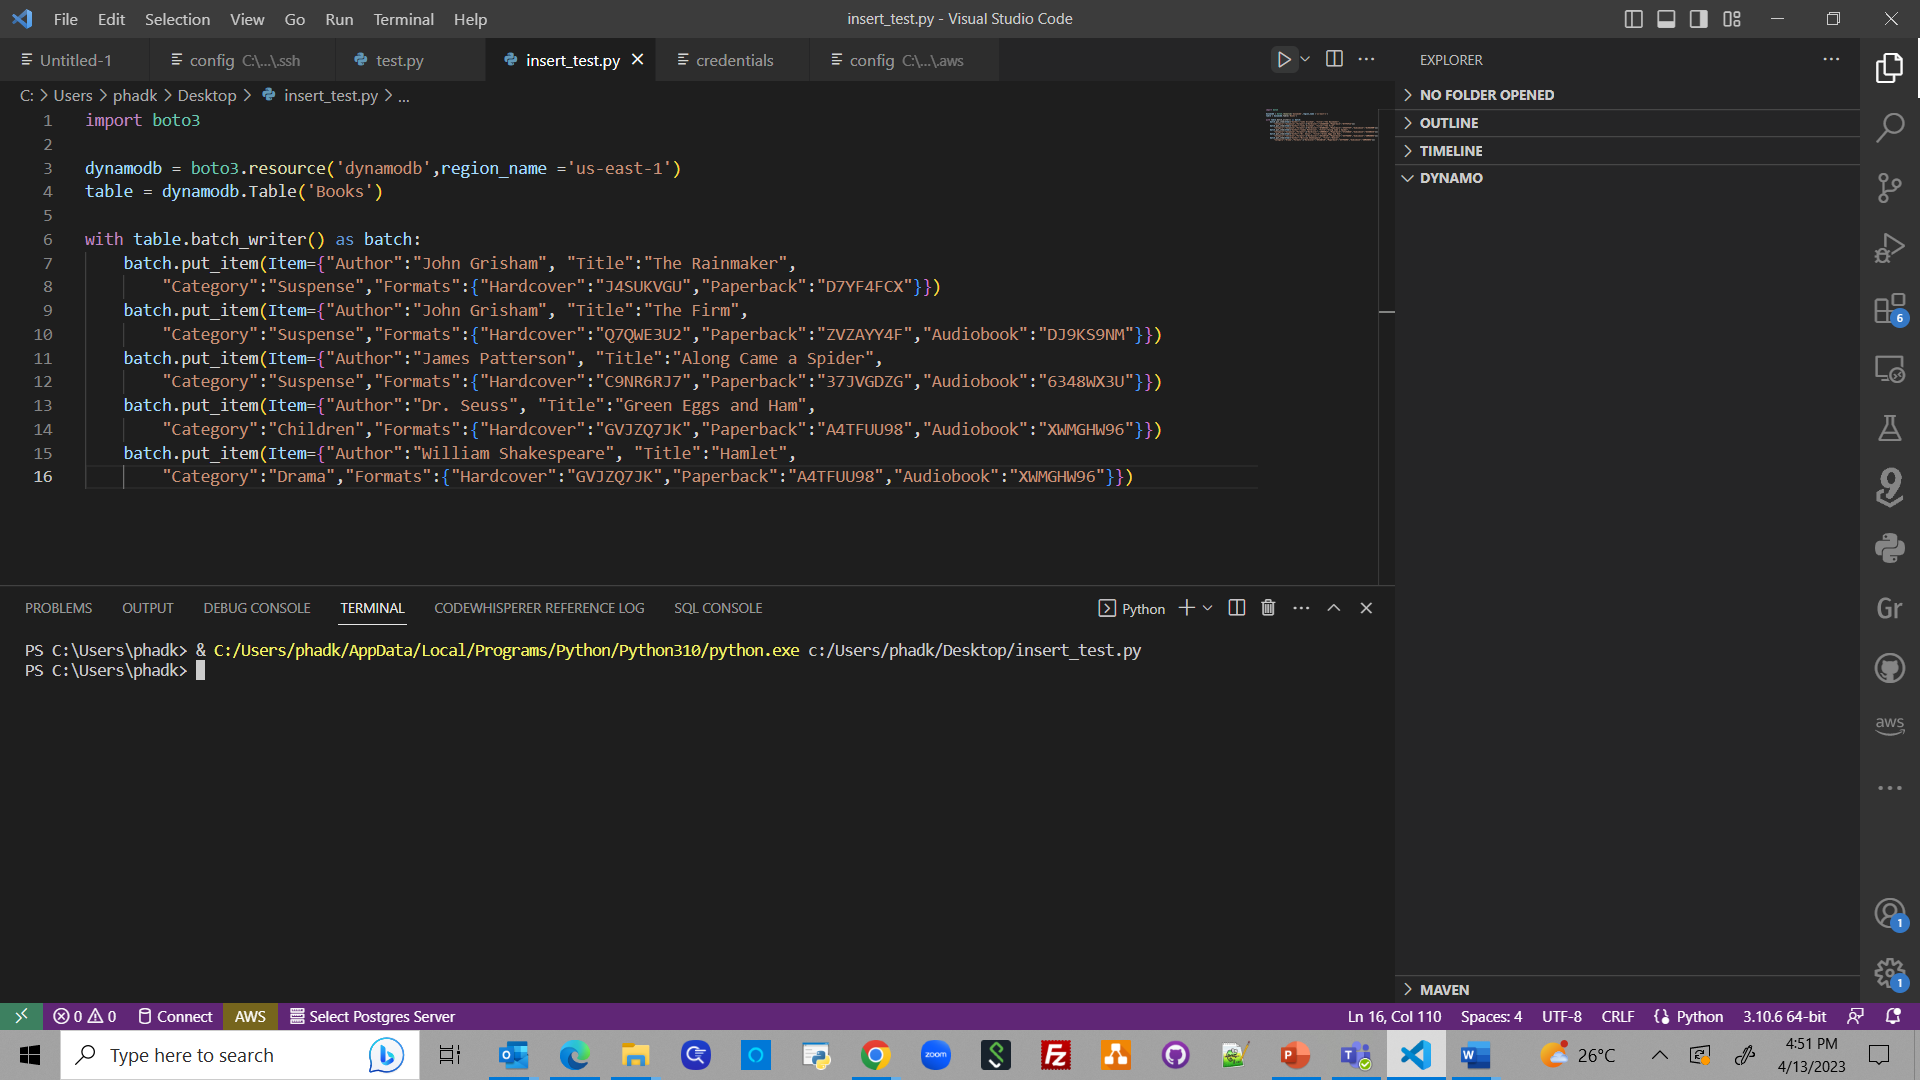 File Edit Selection View Go Run Terminal Help
insert_test.py - Visual Studio Code
Untitled-1
config C:\...\.ssh
test.py
insert_test.py
credentials
config C:\...\.aws
C: > Users > phadk > Desktop > insert_test.py > ...
1 import boto3
2
3 dynamodb = boto3.resource('dynamodb',region_name ='us-east-1')
4 table = dynamodb.Table('Books')
5
6 with table.batch_writer() as batch:
7 batch.put_item(Item={"Author":"John Grisham", "Title":"The Rainmaker",
8 "Category":"Suspense","Formats":{"Hardcover":"J4SUKVGU","Paperback":"D7YF4FCX"}})
9 batch.put_item(Item={"Author":"John Grisham", "Title":"The Firm",
10 "Category":"Suspense","Formats":{"Hardcover":"Q7QWE3U2","Paperback":"ZVZAYY4F","Audiobook":"DJ9KS9NM"}})
11 batch.put_item(Item={"Author":"James Patterson", "Title":"Along Came a Spider",
12 "Category":"Suspense","Formats":{"Hardcover":"C9NR6RJ7","Paperback":"37JVGDZG","Audiobook":"6348WX3U"}})
13 batch.put_item(Item={"Author":"Dr. Seuss", "Title":"Green Eggs and Ham",
14 "Category":"Children","Formats":{"Hardcover":"GVJZQ7JK","Paperback":"A4TFUU98","Audiobook":"XWMGHW96"}})
15 batch.put_item(Item={"Author":"William Shakespeare", "Title":"Hamlet",
16 "Category":"Drama","Formats":{"Hardcover":"GVJZQ7JK","Paperback":"A4TFUU98","Audiobook":"XWMGHW96"}})
EXPLORER
NO FOLDER OPENED
OUTLINE
TIMELINE
DYNAMO
MAVEN
6
Gr
aws
1
1
PROBLEMS OUTPUT DEBUG CONSOLE TERMINAL CODEWHISPERER REFERENCE LOG SQL CONSOLE
Python
PS C:\Users\phadk> & C:/Users/phadk/AppData/Local/Programs/Python/Python310/python.exe c:/Users/phadk/Desktop/insert_test.py
PS C:\Users\phadk>
0 0 Connect AWS Select Postgres Server
Ln 16, Col 110 Spaces: 4 UTF-8 CRLF Python 3.10.6 64-bit
Type here to search
zoom
26°C
4:51 PM
4/13/2023